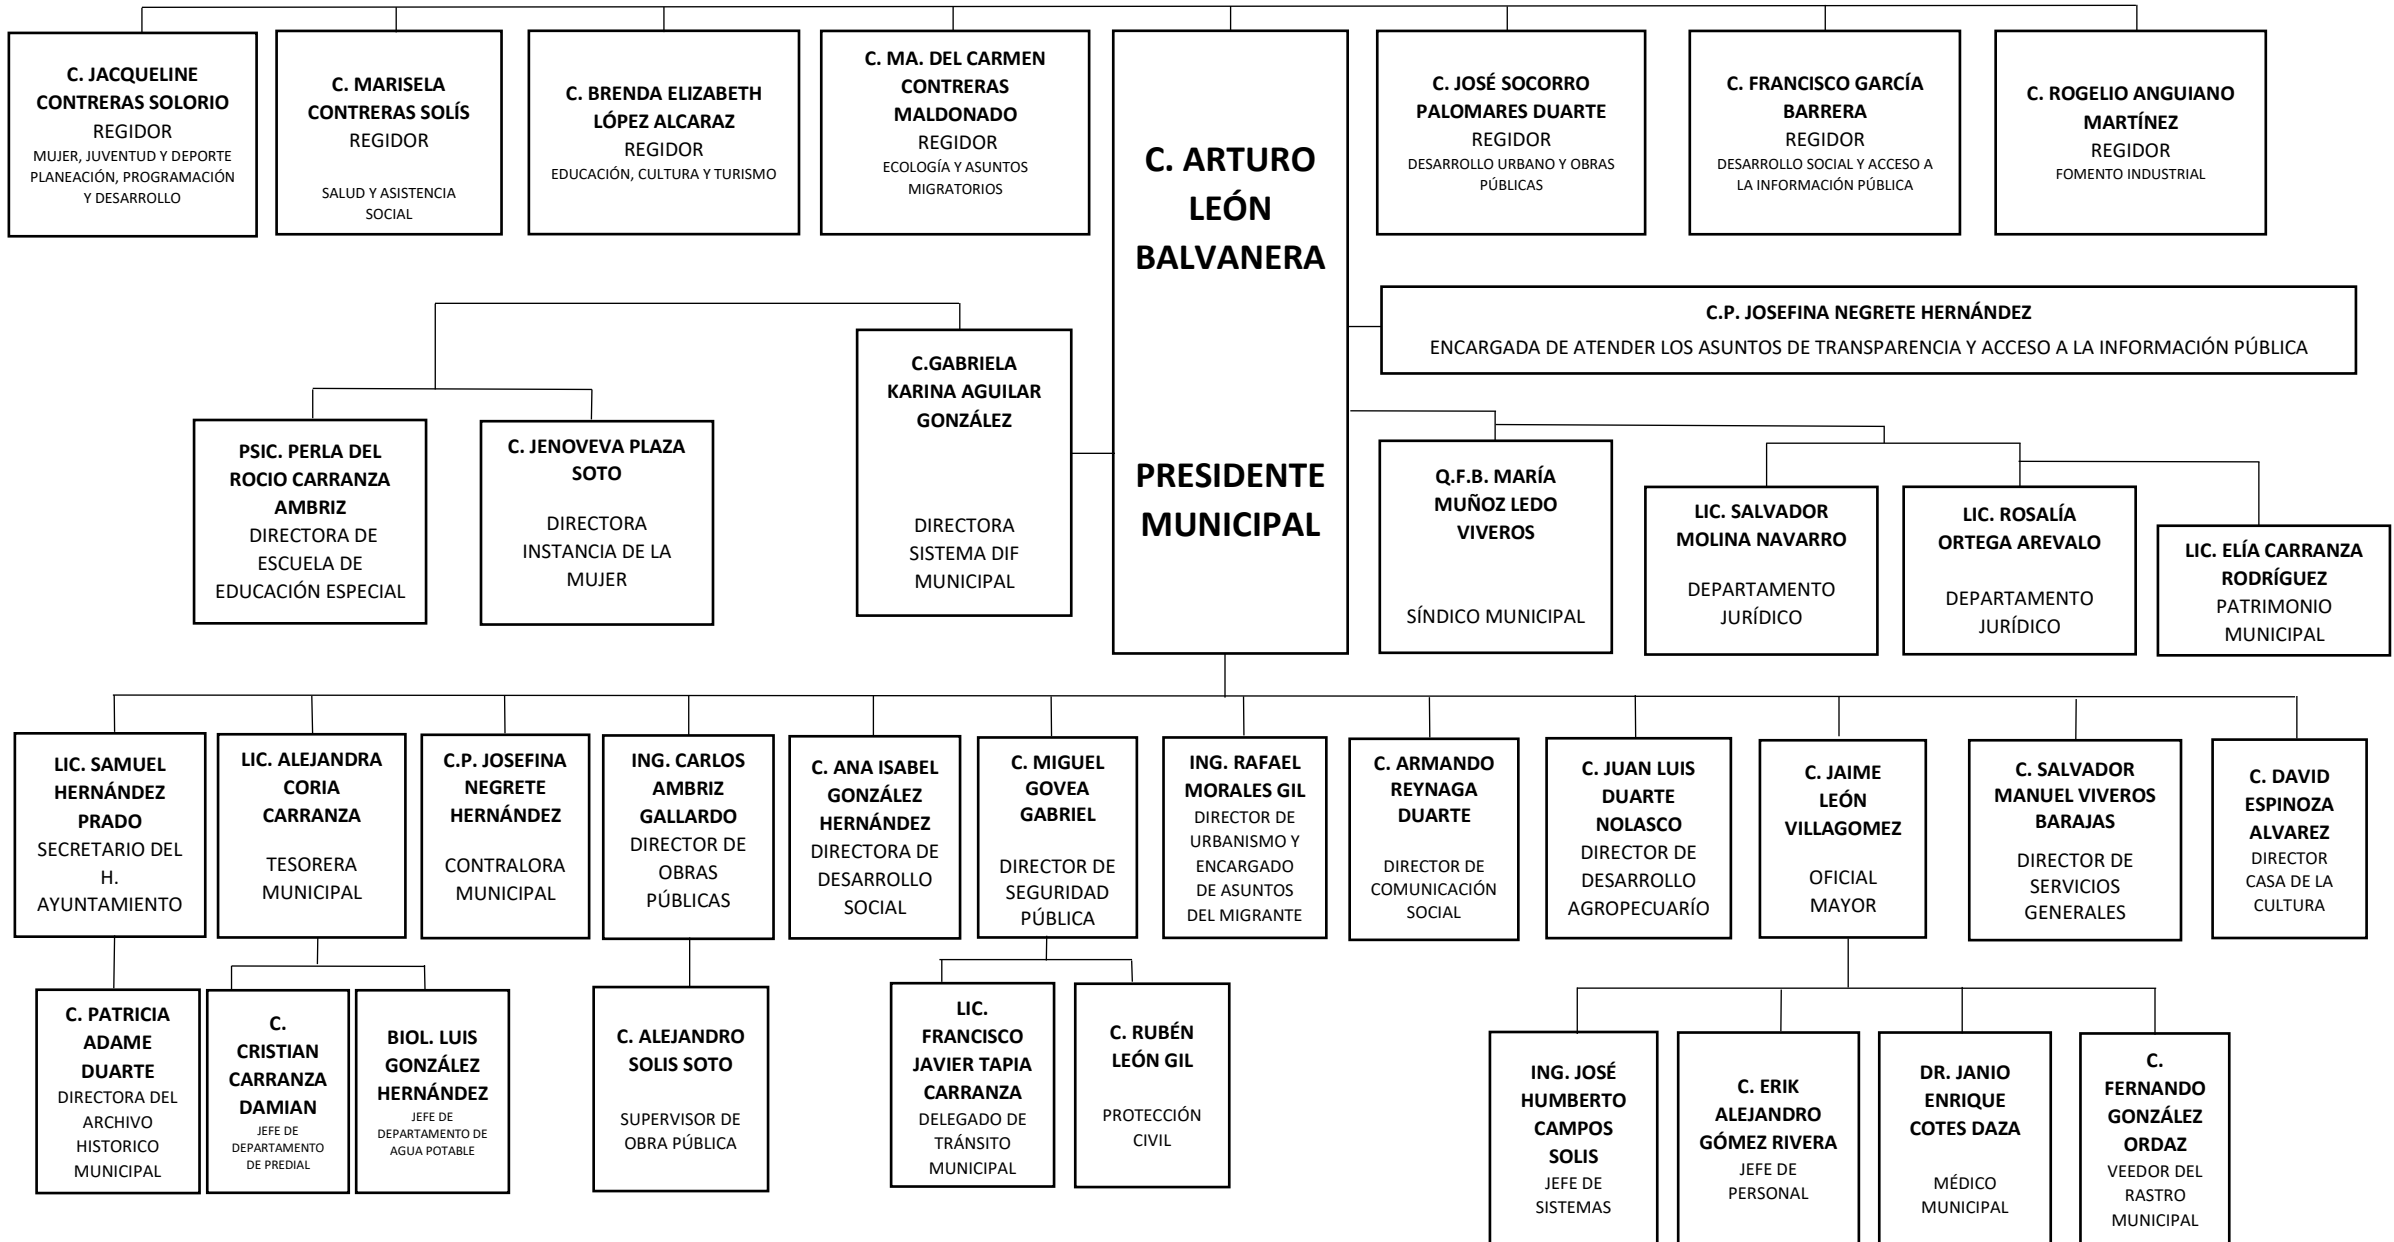 C. JACQUELINE
CONTRERAS SOLORIO
REGIDOR
MUJER, JUVENTUD Y DEPORTE
PLANEACIÓN, PROGRAMACIÓN
Y DESARROLLO
C. MARISELA
CONTRERAS SOLÍS
REGIDOR
SALUD Y ASISTENCIA
SOCIAL
C. BRENDA ELIZABETH
LÓPEZ ALCARAZ
REGIDOR
EDUCACIÓN, CULTURA Y TURISMO
C. MA. DEL CARMEN
CONTRERAS
MALDONADO
REGIDOR
ECOLOGÍA Y ASUNTOS
MIGRATORIOS
C. ARTURO
LEÓN
BALVANERA
PRESIDENTE
MUNICIPAL
C. JOSÉ SOCORRO
PALOMARES DUARTE
REGIDOR
DESARROLLO URBANO Y OBRAS
PÚBLICAS
C. FRANCISCO GARCÍA
BARRERA
REGIDOR
DESARROLLO SOCIAL Y ACCESO A
LA INFORMACIÓN PÚBLICA
C. ROGELIO ANGUIANO
MARTÍNEZ
REGIDOR
FOMENTO INDUSTRIAL
C.P. JOSEFINA NEGRETE HERNÁNDEZ
ENCARGADA DE ATENDER LOS ASUNTOS DE TRANSPARENCIA Y ACCESO A LA INFORMACIÓN PÚBLICA
PSIC. PERLA DEL
ROCIO CARRANZA
AMBRIZ
DIRECTORA DE
ESCUELA DE
EDUCACIÓN ESPECIAL
C. JENOVEVA PLAZA
SOTO
DIRECTORA
INSTANCIA DE LA
MUJER
C.GABRIELA
KARINA AGUILAR
GONZÁLEZ
DIRECTORA
SISTEMA DIF
MUNICIPAL
Q.F.B. MARÍA
MUÑOZ LEDO
VIVEROS
SÍNDICO MUNICIPAL
LIC. SALVADOR
MOLINA NAVARRO
DEPARTAMENTO
JURÍDICO
LIC. ROSALÍA
ORTEGA AREVALO
DEPARTAMENTO
JURÍDICO
LIC. ELÍA CARRANZA
RODRÍGUEZ
PATRIMONIO
MUNICIPAL
LIC. SAMUEL
HERNÁNDEZ
PRADO
SECRETARIO DEL
H.
AYUNTAMIENTO
LIC. ALEJANDRA
CORIA
CARRANZA
TESORERA
MUNICIPAL
C.P. JOSEFINA
NEGRETE
HERNÁNDEZ
CONTRALORA
MUNICIPAL
ING. CARLOS
AMBRIZ
GALLARDO
DIRECTOR DE
OBRAS
PÚBLICAS
C. ANA ISABEL
GONZÁLEZ
HERNÁNDEZ
DIRECTORA DE
DESARROLLO
SOCIAL
C. MIGUEL
GOVEA
GABRIEL
DIRECTOR DE
SEGURIDAD
PÚBLICA
ING. RAFAEL
MORALES GIL
DIRECTOR DE
URBANISMO Y
ENCARGADO
DE ASUNTOS
DEL MIGRANTE
C. ARMANDO
REYNAGA
DUARTE
DIRECTOR DE
COMUNICACIÓN
SOCIAL
C. JUAN LUIS
DUARTE
NOLASCO
DIRECTOR DE
DESARROLLO
AGROPECUARÍO
C. JAIME
LEÓN
VILLAGOMEZ
OFICIAL
MAYOR
C. SALVADOR
MANUEL VIVEROS
BARAJAS
DIRECTOR DE
SERVICIOS
GENERALES
C. DAVID
ESPINOZA
ALVAREZ
DIRECTOR
CASA DE LA
CULTURA
C. PATRICIA
ADAME
DUARTE
DIRECTORA DEL
ARCHIVO
HISTORICO
MUNICIPAL
C.
CRISTIAN
CARRANZA
DAMIAN
JEFE DE
DEPARTAMENTO
DE PREDIAL
BIOL. LUIS
GONZÁLEZ
HERNÁNDEZ
JEFE DE
DEPARTAMENTO DE
AGUA POTABLE
C. ALEJANDRO
SOLIS SOTO
SUPERVISOR DE
OBRA PÚBLICA
LIC.
FRANCISCO
JAVIER TAPIA
CARRANZA
DELEGADO DE
TRÁNSITO
MUNICIPAL
C. RUBÉN
LEÓN GIL
PROTECCIÓN
CIVIL
ING. JOSÉ
HUMBERTO
CAMPOS
SOLIS
JEFE DE
SISTEMAS
C. ERIK
ALEJANDRO
GÓMEZ RIVERA
JEFE DE
PERSONAL
DR. JANIO
ENRIQUE
COTES DAZA
MÉDICO
MUNICIPAL
C.
FERNANDO
GONZÁLEZ
ORDAZ
VEEDOR DEL
RASTRO
MUNICIPAL